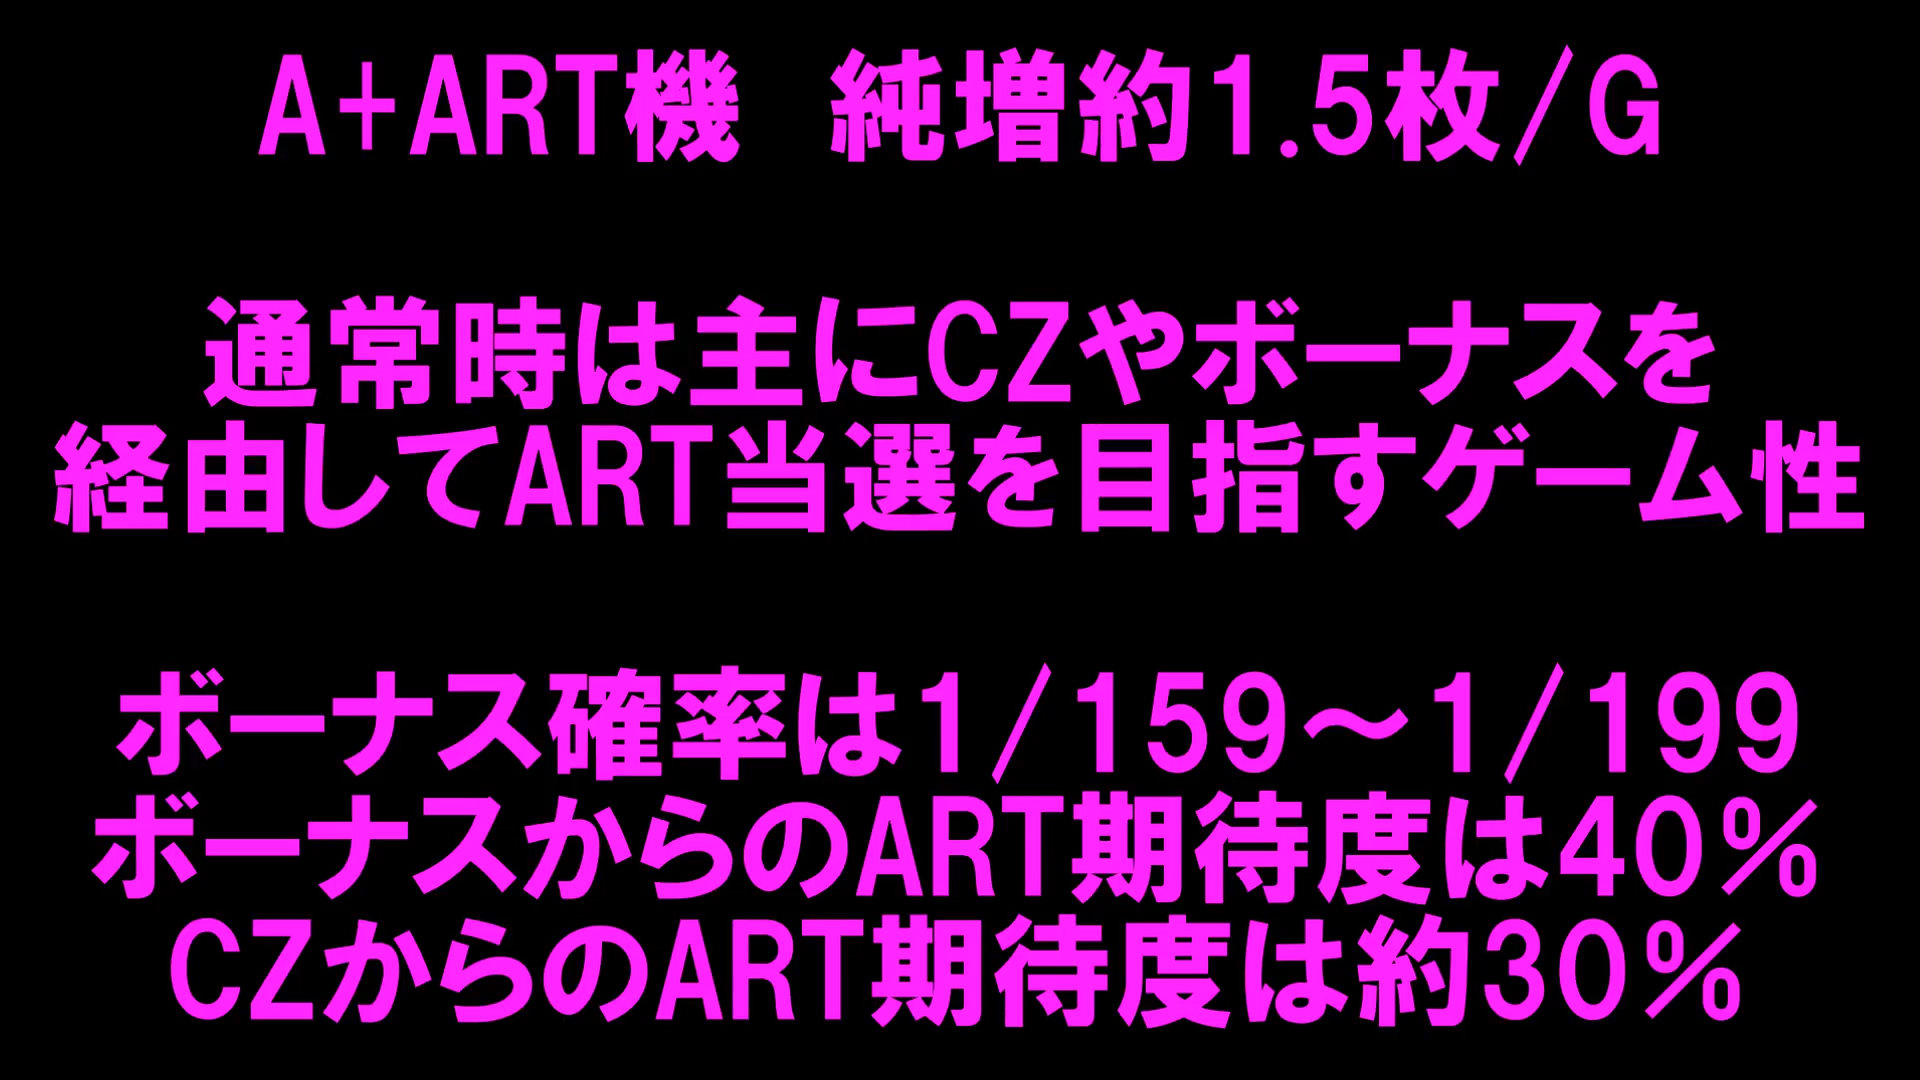 A+ART機　純増約1.5枚/G
通常時は主にCZやボーナスを
経由してART当選を目指すゲーム性
ボーナス確率は1/159～1/199
ボーナスからのART期待度は40%
CZからのART期待度は約30%